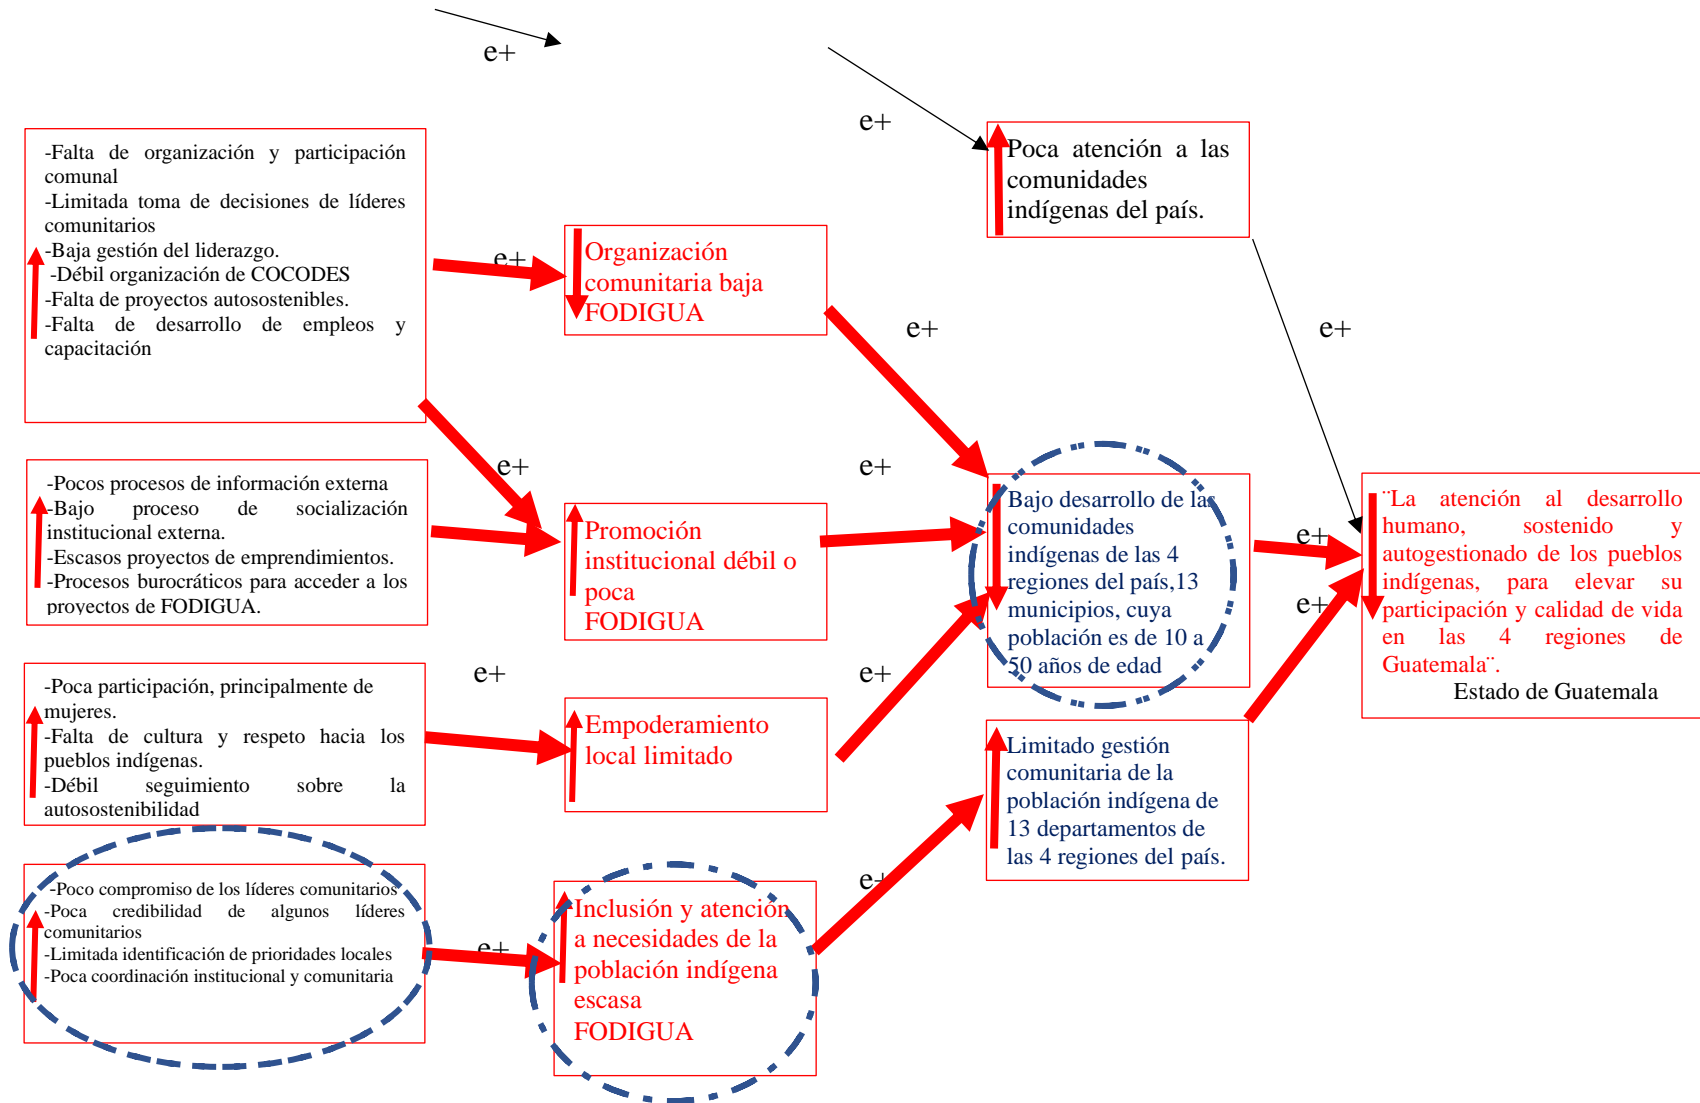 e+
e+
-Falta de organización y participación
comunal
-Limitada toma de decisiones de líderes
comunitarios
-Baja gestión del liderazgo.
-Débil organización de COCODES
-Falta de proyectos autosostenibles.
-Falta de desarrollo de empleos y
capacitación
e+
Organización
comunitaria baja
FODIGUA
e+
Poca atención a las
comunidades
indígenas del país.
e+
-Pocos procesos de información externa
-Bajo proceso de socialización
institucional externa.
-Escasos proyectos de emprendimientos.
-Procesos burocráticos para acceder a los
proyectos de FODIGUA.
e+
Promoción
institucional débil o
poca
FODIGUA
e+
Bajo desarrollo de las
comunidades
indígenas de las 4
regiones del país,13
municipios, cuya
población es de 10 a
50 años de edad
e+
e+
¨La atención al desarrollo
humano, sostenido y
autogestionado de los pueblos
indígenas, para elevar su
participación y calidad de vida
en las 4 regiones de
Guatemala¨.
Estado de Guatemala
-Poca participación, principalmente de
mujeres.
-Falta de cultura y respeto hacia los
pueblos indígenas.
-Débil seguimiento sobre la
autosostenibilidad
e+
Empoderamiento
local limitado
e+
Limitado gestión
comunitaria de la
población indígena de
13 departamentos de
las 4 regiones del país.
-Poco compromiso de los líderes comunitarios
-Poca credibilidad de algunos líderes
comunitarios
-Limitada identificación de prioridades locales
-Poca coordinación institucional y comunitaria
e+
Inclusión y atención
a necesidades de la
población indígena
escasa
FODIGUA
e+